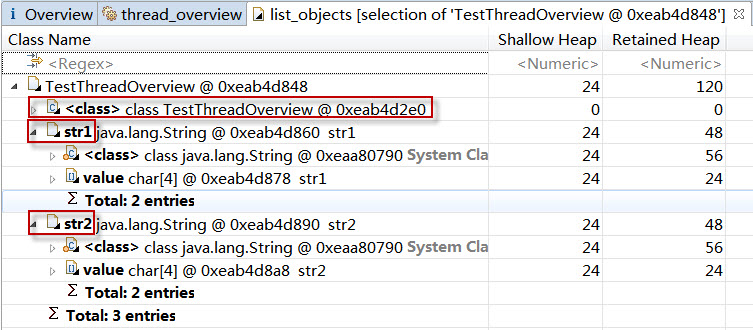 Overview thread_overview list_objects [selection of 'TestThreadOverview @ 0xeab4d848']
Class Name Shallow Heap Retained Heap
<Regex> <Numeric> <Numeric>
TestThreadOverview @ 0xeab4d848 24 120
<class> class TestThreadOverview @ 0xeab4d2e0 0 0
str1 java.lang.String @ 0xeab4d860 str1 24 48
<class> class java.lang.String @ 0xeaa80790 System Cla 24 56
value char[4] @ 0xeab4d878 str1 24 24
Σ Total: 2 entries
str2 java.lang.String @ 0xeab4d890 str2 24 48
<class> class java.lang.String @ 0xeaa80790 System Cla 24 56
value char[4] @ 0xeab4d8a8 str2 24 24
Σ Total: 2 entries
Σ Total: 3 entries